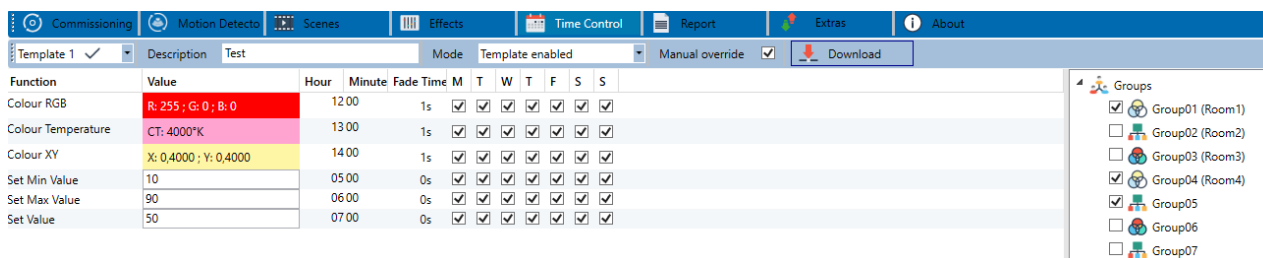 Commissioning Motion Detecto Scenes Effects Time Control Report Extras About
Template 1 Description Test Mode Template enabled Manual override Download
Function Value Hour Minute Fade Time M T W T F S S
Colour RGB R: 255 ; G: 0 ; B: 0 12 00 1s
Colour Temperature CT: 4000°K 13 00 1s
Colour XY X: 0,4000 ; Y: 0,4000 14 00 1s
Set Min Value 10 05 00 0s
Set Max Value 90 06 00 0s
Set Value 50 07 00 0s
Groups
Group01 (Room1)
Group02 (Room2)
Group03 (Room3)
Group04 (Room4)
Group05
Group06
Group07